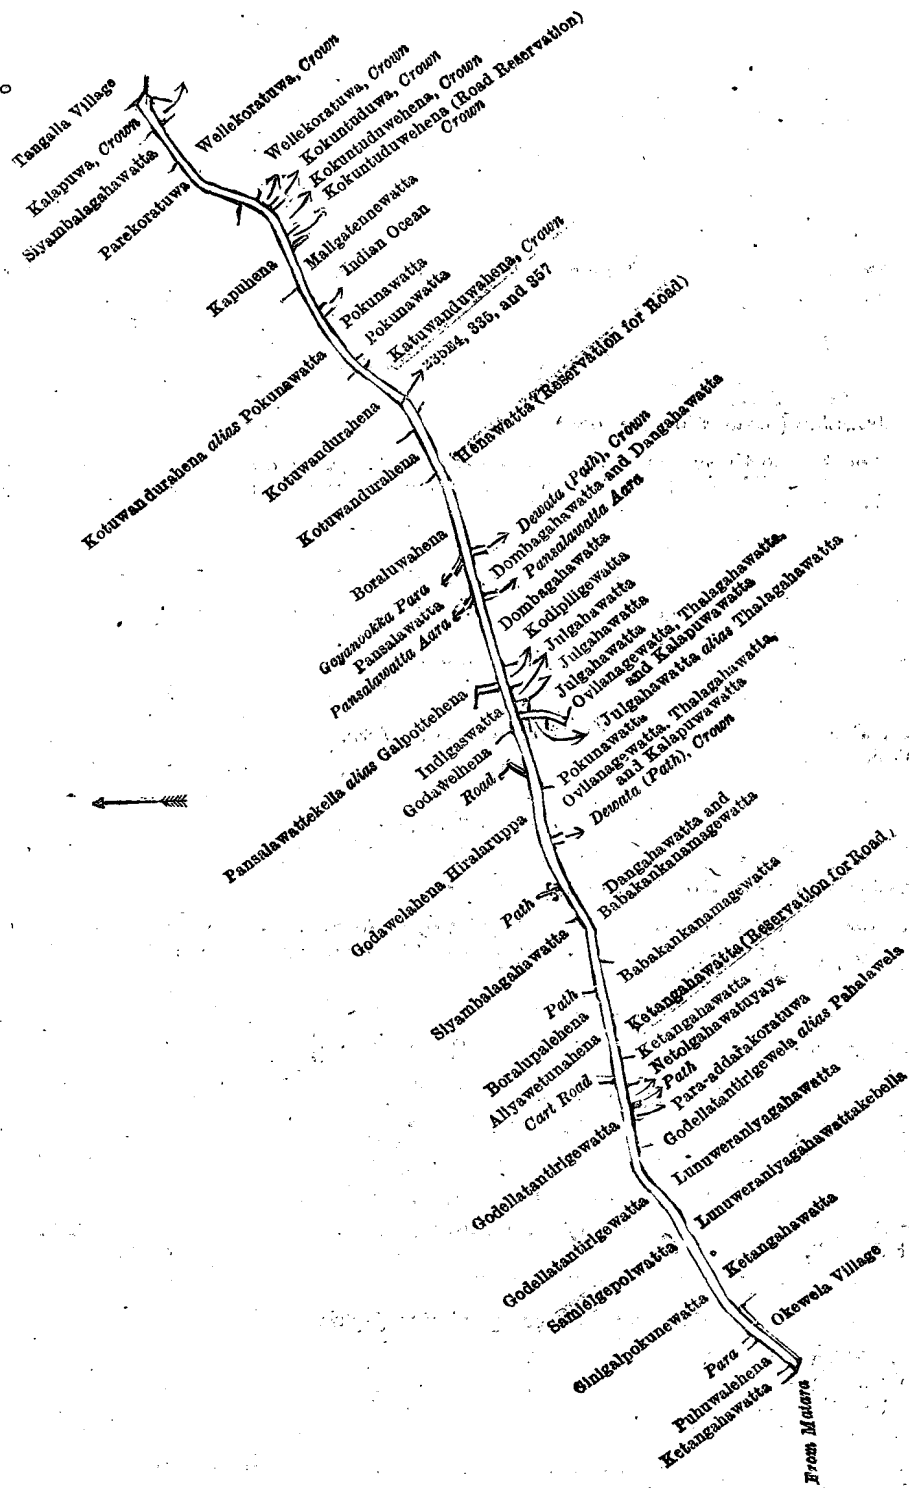 Tangalla Village
Kalapuwa, Crown
Siyambalagahawatta
Parekoratuwa
Kapuhena
Kotuwandurahena alias Pokunawatta
Kotuwandurahena
Kotuwandurahena
Boraluwahena
Goyambokka Para
Pansalawatta
Pansalawatta Aara
Pansalawattekella alias Galpottehena
Indigaswatta
Godawelhena
Road
Godawelahena Hiralaruppa
Path
Siyambalagahawatta
Path
Boralupalehena
Aliyawetunahena
Cart Road
Godellatantirigewatta
Godellatantirigewatta
Samielgepolwatta
Ginigalpokunewatta
Para
Puhuwalehena
Ketangahawatta
Wellekoratuwa, Crown
Wellekoratuwa, Crown
Kokuntuduwa, Crown
Kokuntuduwehena, Crown
Kokuntuduwehena (Road Reservation)
Crown
Maligatennewatta
Indian Ocean
Pokunawatta
Pokunawatta
Katuwanduwahena, Crown
235E4, 335, and 357
Henawatta (Reservation for Road)
Dewata (Path), Crown
Dombagahawatta and Dangahawatta
Pansalawatta Aara
Dombagahawatta
Kodipiligewatta
Julgahawatta
Julgahawatta
Julgahawatta
Ovilanagewatta, Thalagahawatta,
and Kalapuwawatta
Julgahawatta alias Thalagahawatta
Pokunawatta
Ovilanagewatta, Thalagahawatta,
and Kalapuwawatta
Dewata (Path), Crown
Dangahawatta and
Babakankanamagewatta
Babakankanamagewatta
Ketangahawatta (Reservation for Road)
Ketangahawatta
Netolgahawatuyaya
Path
Para-addarakoratuwa
Godellatantirigewela alias Pahalawela
Lunuweraniyagahawatta
Lunuweraniyagahawattakebella
Ketangahawatta
Okewela Village
From Matara